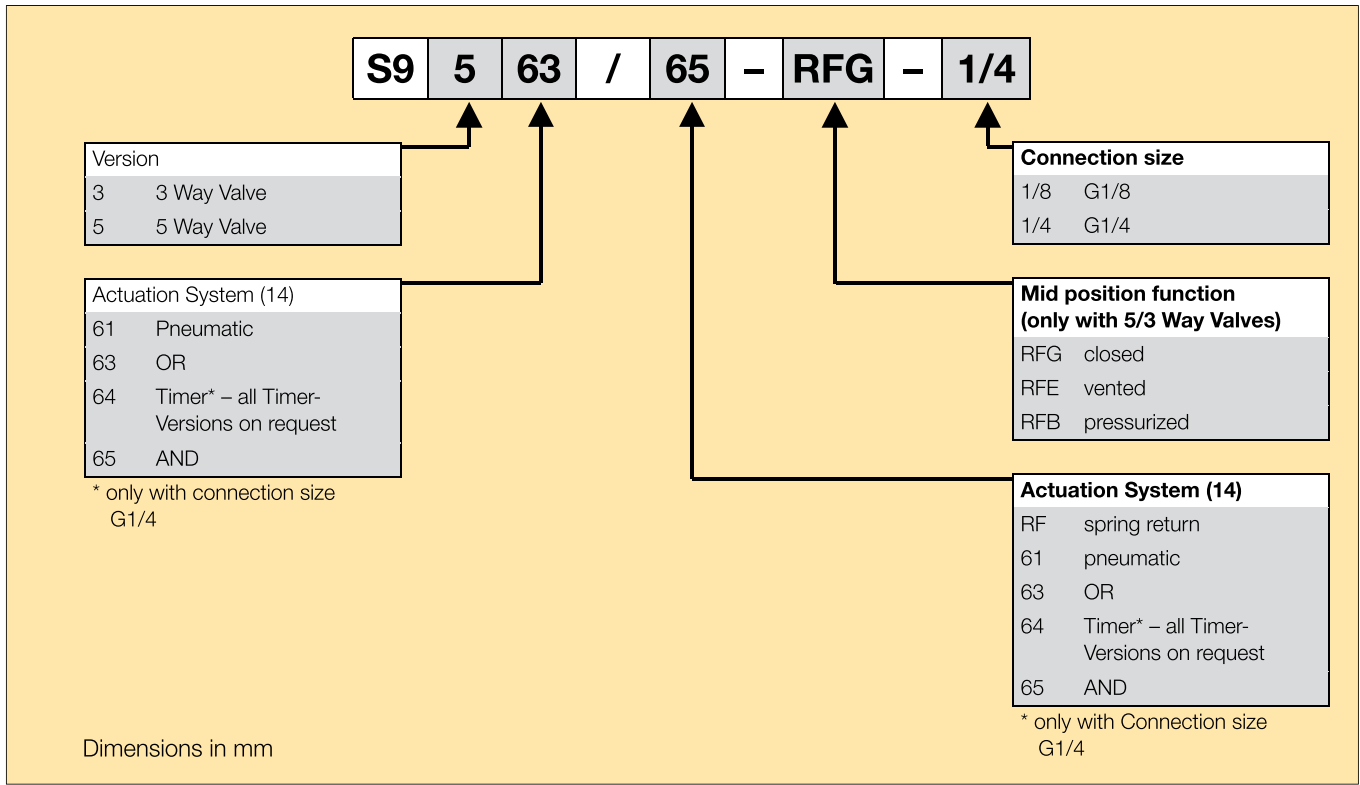 S9 5 63 / 65 – RFG – 1/4
Version
3 3 Way Valve
5 5 Way Valve
Actuation System (14)
61 Pneumatic
63 OR
64 Timer* – all Timer-
Versions on request
65 AND
* only with connection size
G1/4
Connection size
1/8 G1/8
1/4 G1/4
Mid position function
(only with 5/3 Way Valves)
RFG closed
RFE vented
RFB pressurized
Actuation System (14)
RF spring return
61 pneumatic
63 OR
64 Timer* – all Timer-
Versions on request
65 AND
* only with Connection size
G1/4
Dimensions in mm